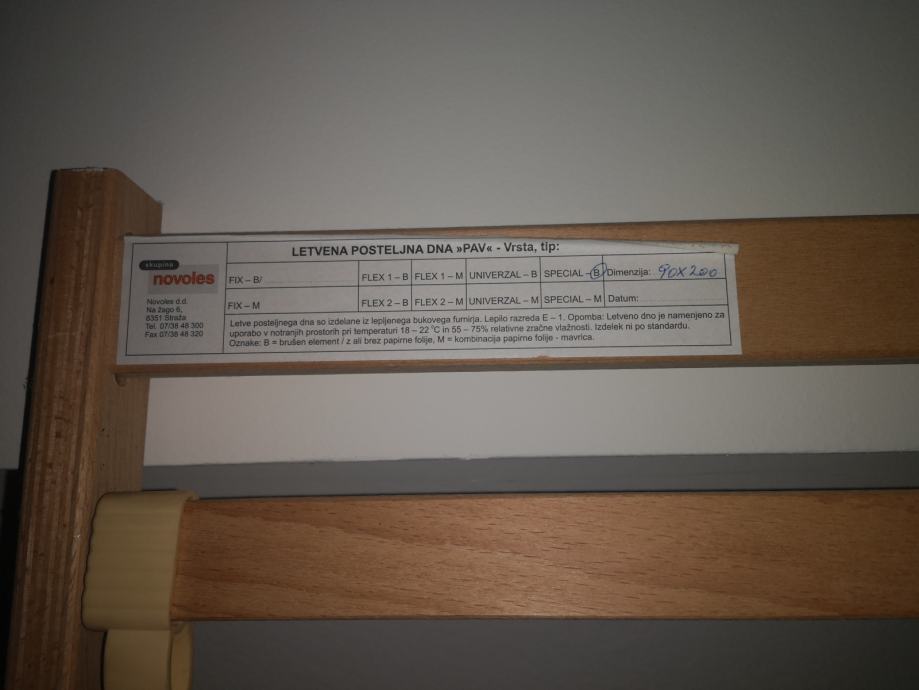 LETVENA POSTELJNA DNA »PAV« - Vrsta, tip:
skupina
novoles
Novoles d.d.
Na žago 6,
8351 Straža
Tel. 07/38 48 300
Fax 07/38 48 320
FIX – B/ FLEX 1 – B FLEX 1 – M UNIVERZAL – B SPECIAL – B Dimenzija: 90X200
FIX – M FLEX 2 – B FLEX 2 – M UNIVERZAL – M SPECIAL – M Datum:
Letve posteljnega dna so izdelane iz lepljenega bukovega furnirja. Lepilo razreda E – 1. Opomba: Letveno dno je namenjeno za
uporabo v notranjih prostorih pri temperaturi 18 – 22 °C in 55 – 75% relativne zračne vlažnosti. Izdelek ni po standardu.
Oznake: B = brušen element / z ali brez papirne folije, M = kombinacija papirne folije - mavrica.